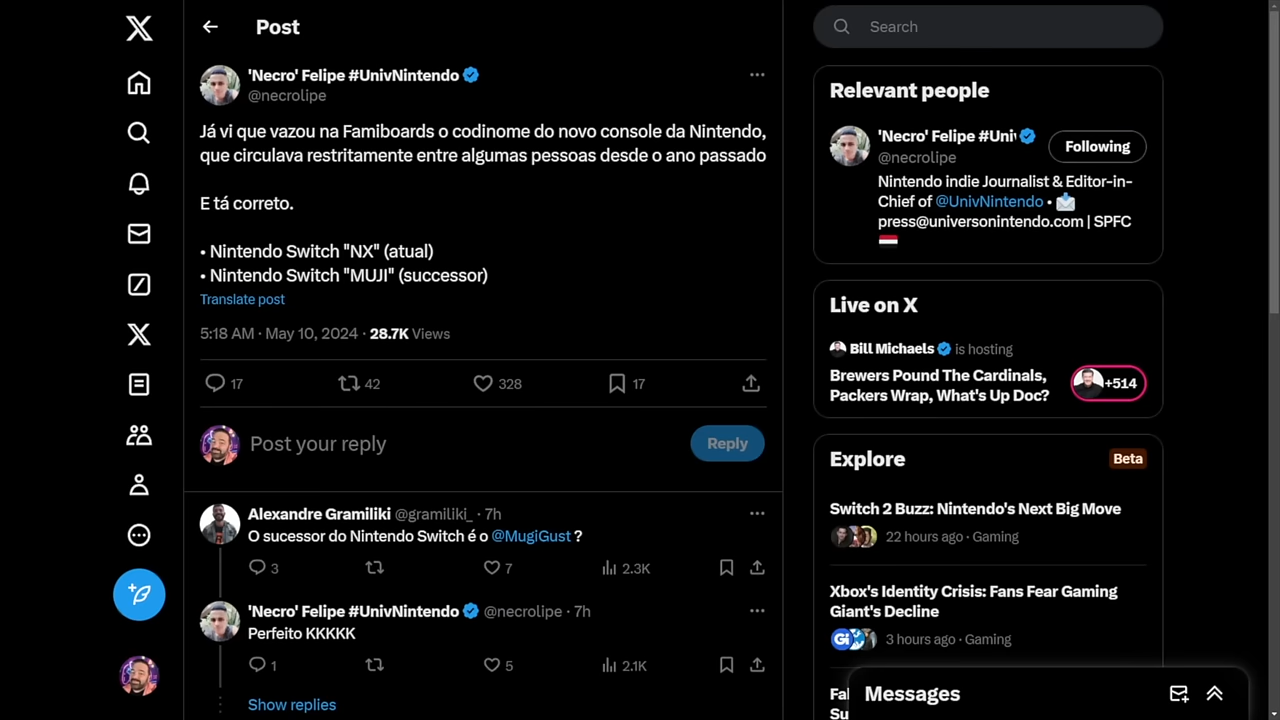 Post
Search
'Necro' Felipe #UnivNintendo
@necrolipe
Já vi que vazou na Famiboards o codinome do novo console da Nintendo,
que circulava restritamente entre algumas pessoas desde o ano passado
E tá correto.
• Nintendo Switch "NX" (atual)
• Nintendo Switch "MUJI" (successor)
Translate post
5:18 AM · May 10, 2024 · 28.7K Views
17 42 328 17
Post your reply
Reply
Alexandre Gramiliki @gramiliki_ · 7h
O sucessor do Nintendo Switch é o @MugiGust ?
3 7 2.3K
'Necro' Felipe #UnivNintendo @necrolipe · 7h
Perfeito KKKKK
1 5 2.1K
Show replies
Relevant people
'Necro' Felipe #Uni
@necrolipe
Following
Nintendo indie Journalist & Editor-in-
Chief of @UnivNintendo •
press@universonintendo.com | SPFC
Live on X
Bill Michaels is hosting
Brewers Pound The Cardinals,
Packers Wrap, What's Up Doc?
+514
Explore
Beta
Switch 2 Buzz: Nintendo's Next Big Move
22 hours ago · Gaming
Xbox's Identity Crisis: Fans Fear Gaming
Giant's Decline
3 hours ago · Gaming
Messages